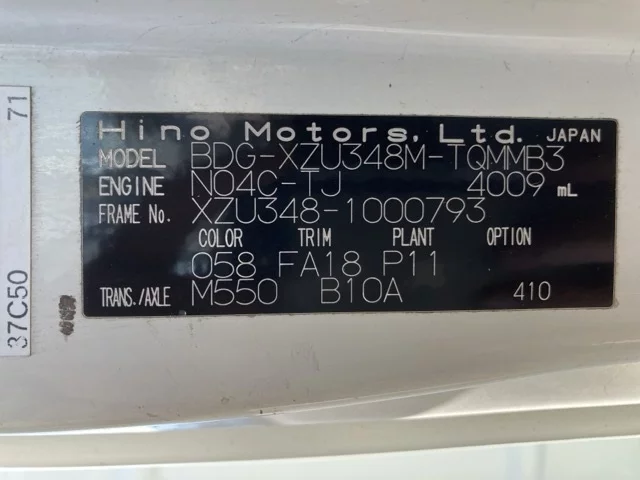 Hino Motors, Ltd. JAPAN
MODEL BDG-XZU348M-TQMMB3
ENGINE N04C-TJ 4009 mL
FRAME No. XZU348-1000793
COLOR TRIM PLANT OPTION
058 FA18 P11
TRANS./AXLE M550 B10A 410
37C50 71